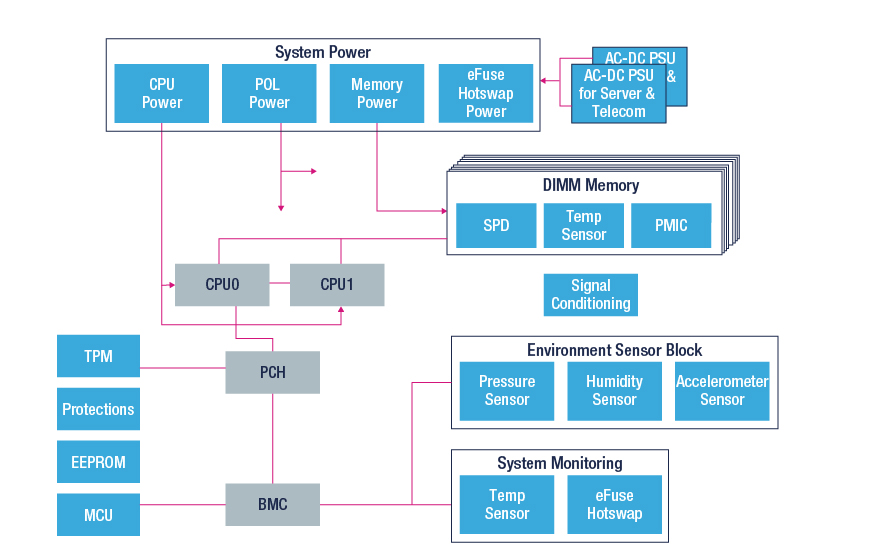 System Power
CPU
Power
POL
Power
Memory
Power
eFuse
Hotswap
Power
AC-DC PSU
&
AC-DC PSU
for Server &
Telecom
DIMM Memory
SPD
Temp
Sensor
PMIC
CPU0
CPU1
Signal
Conditioning
TPM
Protections
EEPROM
MCU
PCH
BMC
Environment Sensor Block
Pressure
Sensor
Humidity
Sensor
Accelerometer
Sensor
System Monitoring
Temp
Sensor
eFuse
Hotswap